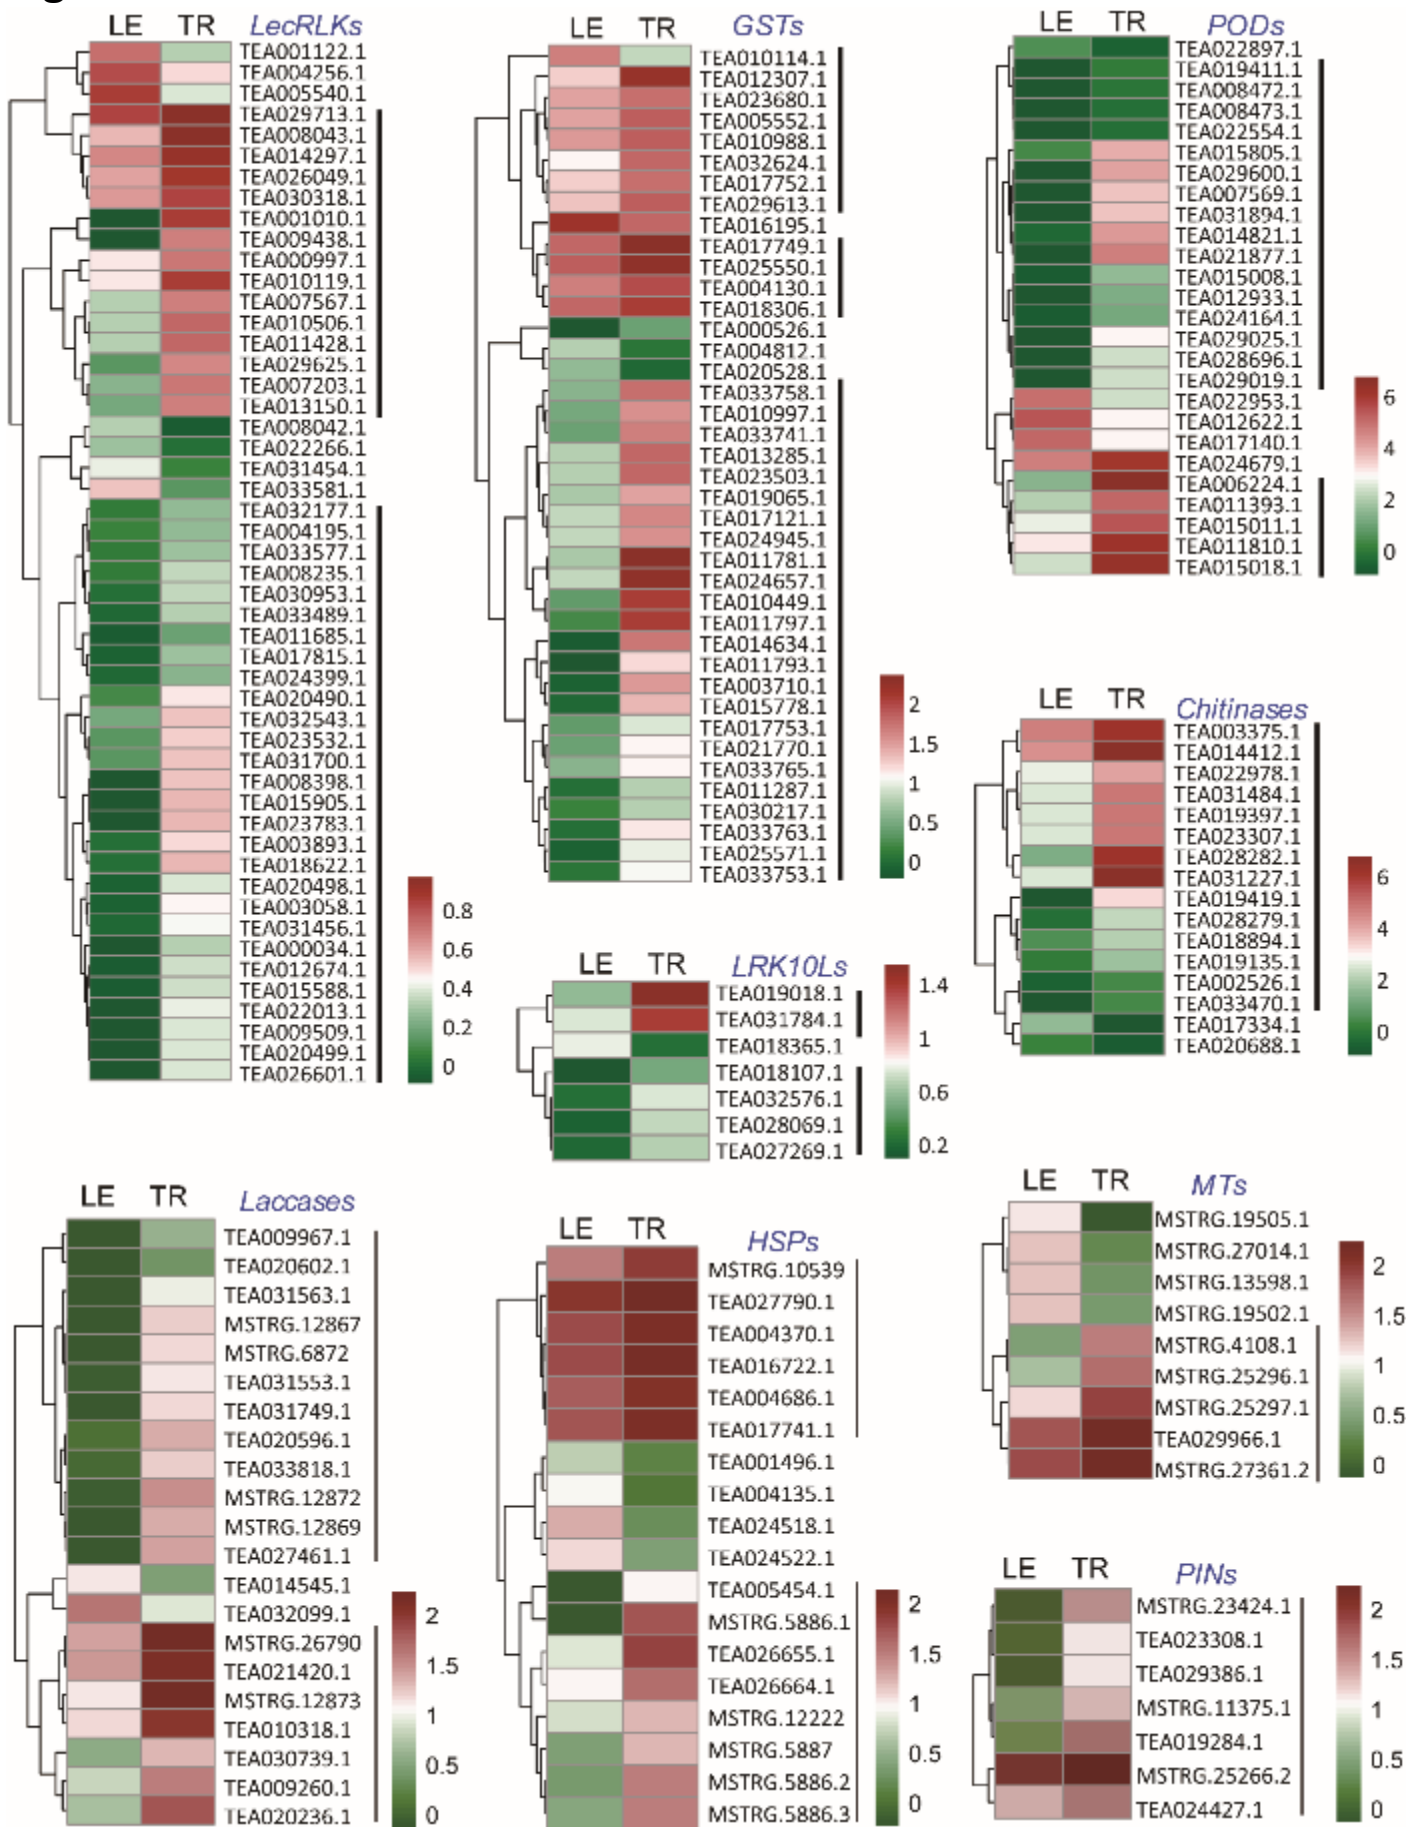 LE TR LecRLKs
TEA001122.1
TEA004256.1
TEA005540.1
TEA029713.1
TEA008043.1
TEA014297.1
TEA026049.1
TEA030318.1
TEA001010.1
TEA009438.1
TEA000997.1
TEA010119.1
TEA007567.1
TEA010506.1
TEA011428.1
TEA029625.1
TEA007203.1
TEA013150.1
TEA008042.1
TEA022266.1
TEA031454.1
TEA033581.1
TEA032177.1
TEA004195.1
TEA033577.1
TEA008235.1
TEA030953.1
TEA033489.1
TEA011685.1
TEA017815.1
TEA024399.1
TEA020490.1
TEA032543.1
TEA023532.1
TEA031700.1
TEA008398.1
TEA015905.1
TEA023783.1
TEA003893.1
TEA018622.1
TEA020498.1
TEA003058.1
TEA031456.1
TEA000034.1
TEA012674.1
TEA015588.1
TEA022013.1
TEA009509.1
TEA020499.1
TEA026601.1
0.8
0.6
0.4
0.2
0
LE TR GSTs
TEA010114.1
TEA012307.1
TEA023680.1
TEA005552.1
TEA010988.1
TEA032624.1
TEA017752.1
TEA029613.1
TEA016195.1
TEA017749.1
TEA025550.1
TEA004130.1
TEA018306.1
TEA000526.1
TEA004812.1
TEA020528.1
TEA033758.1
TEA010997.1
TEA033741.1
TEA013285.1
TEA023503.1
TEA019065.1
TEA017121.1
TEA024945.1
TEA011781.1
TEA024657.1
TEA010449.1
TEA011797.1
TEA014634.1
TEA011793.1
TEA003710.1
TEA015778.1
TEA017753.1
TEA021770.1
TEA033765.1
TEA011287.1
TEA030217.1
TEA033763.1
TEA025571.1
TEA033753.1
2
1.5
1
0.5
0
LE TR PODs
TEA022897.1
TEA019411.1
TEA008472.1
TEA008473.1
TEA022554.1
TEA015805.1
TEA029600.1
TEA007569.1
TEA031894.1
TEA014821.1
TEA021877.1
TEA015008.1
TEA012933.1
TEA024164.1
TEA029025.1
TEA028696.1
TEA029019.1
TEA022953.1
TEA012622.1
TEA017140.1
TEA024679.1
TEA006224.1
TEA011393.1
TEA015011.1
TEA011810.1
TEA015018.1
6
4
2
0
LE TR Chitinases
TEA003375.1
TEA014412.1
TEA022978.1
TEA031484.1
TEA019397.1
TEA023307.1
TEA028282.1
TEA031227.1
TEA019419.1
TEA028279.1
TEA018894.1
TEA019135.1
TEA002526.1
TEA033470.1
TEA017334.1
TEA020688.1
6
4
2
0
LE TR LRK10Ls
TEA019018.1
TEA031784.1
TEA018365.1
TEA018107.1
TEA032576.1
TEA028069.1
TEA027269.1
1.4
1
0.6
0.2
LE TR Laccases
TEA009967.1
TEA020602.1
TEA031563.1
MSTRG.12867
MSTRG.6872
TEA031553.1
TEA031749.1
TEA020596.1
TEA033818.1
MSTRG.12872
MSTRG.12869
TEA027461.1
TEA014545.1
TEA032099.1
MSTRG.26790
TEA021420.1
MSTRG.12873
TEA010318.1
TEA030739.1
TEA009260.1
TEA020236.1
2
1.5
1
0.5
0
LE TR HSPs
MSTRG.10539
TEA027790.1
TEA004370.1
TEA016722.1
TEA004686.1
TEA017741.1
TEA001496.1
TEA004135.1
TEA024518.1
TEA024522.1
TEA005454.1
MSTRG.5886.1
TEA026655.1
TEA026664.1
MSTRG.12222
MSTRG.5887
MSTRG.5886.2
MSTRG.5886.3
2
1.5
1
0.5
0
LE TR MTs
MSTRG.19505.1
MSTRG.27014.1
MSTRG.13598.1
MSTRG.19502.1
MSTRG.4108.1
MSTRG.25296.1
MSTRG.25297.1
TEA029966.1
MSTRG.27361.2
2
1.5
1
0.5
0
LE TR PINs
MSTRG.23424.1
TEA023308.1
TEA029386.1
MSTRG.11375.1
TEA019284.1
MSTRG.25266.2
TEA024427.1
2
1.5
1
0.5
0